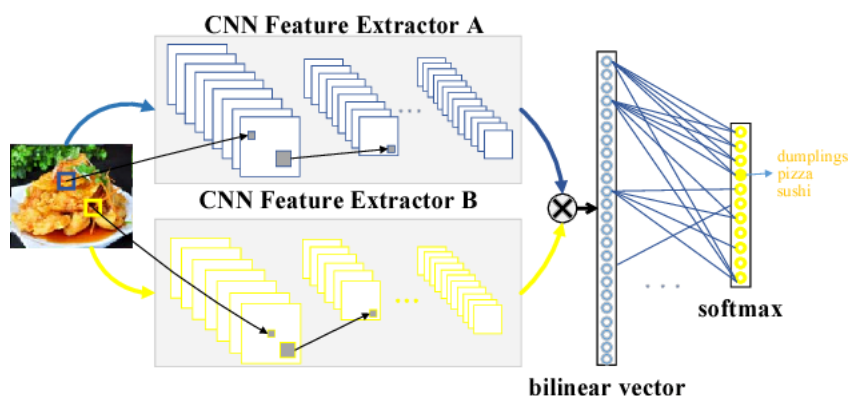 CNN Feature Extractor A
CNN Feature Extractor B
dumplings
pizza
sushi
softmax
bilinear vector